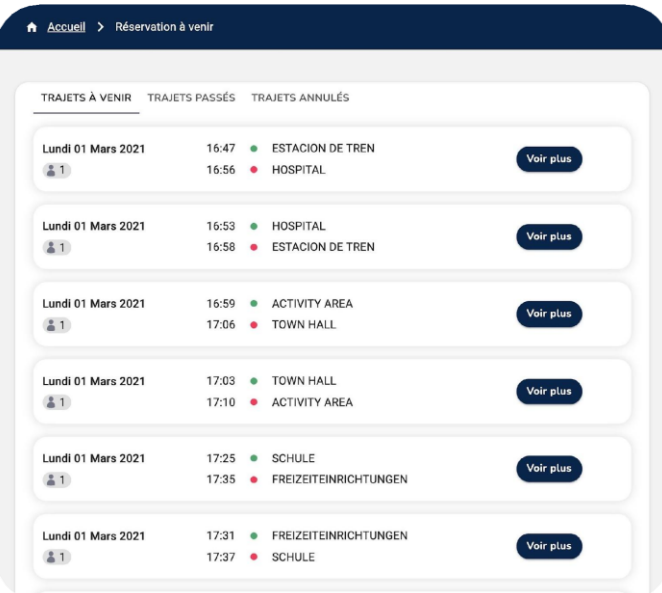 Accueil > Réservation à venir
TRAJETS À VENIR TRAJETS PASSÉS TRAJETS ANNULÉS
Lundi 01 Mars 2021 16:47 ESTACION DE TREN
1 16:56 HOSPITAL
Voir plus
Lundi 01 Mars 2021 16:53 HOSPITAL
1 16:58 ESTACION DE TREN
Voir plus
Lundi 01 Mars 2021 16:59 ACTIVITY AREA
1 17:06 TOWN HALL
Voir plus
Lundi 01 Mars 2021 17:03 TOWN HALL
1 17:10 ACTIVITY AREA
Voir plus
Lundi 01 Mars 2021 17:25 SCHULE
1 17:35 FREIZEITEINRICHTUNGEN
Voir plus
Lundi 01 Mars 2021 17:31 FREIZEITEINRICHTUNGEN
1 17:37 SCHULE
Voir plus